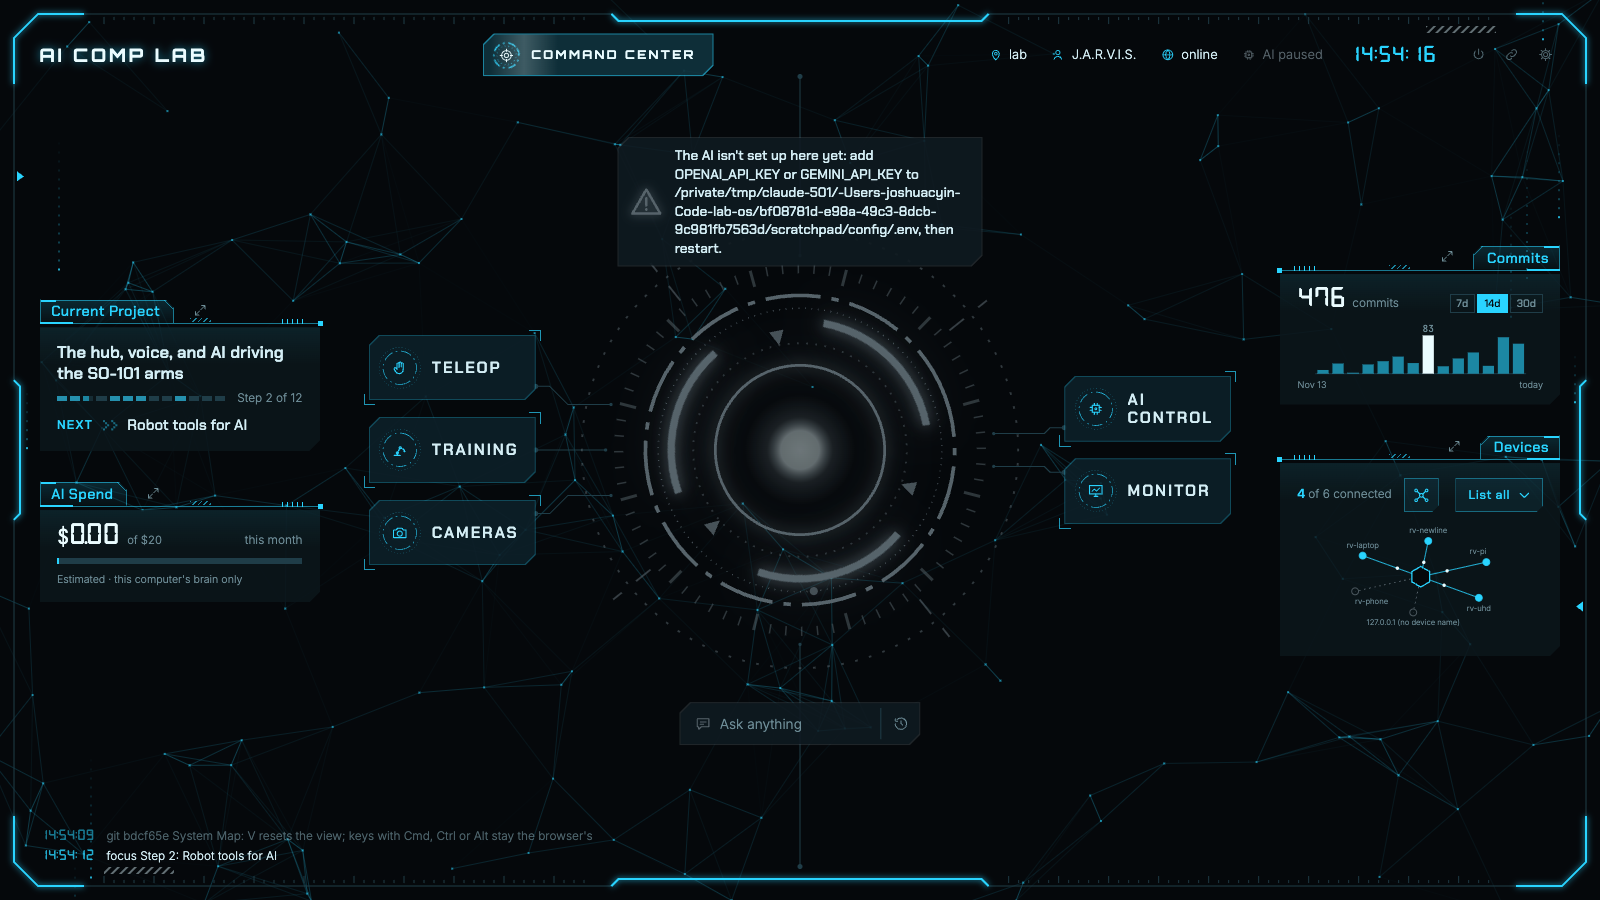 AI COMP LAB
COMMAND CENTER
lab
J.A.R.V.I.S.
online
AI paused
14:54:16
The AI isn't set up here yet: add
OPENAI_API_KEY or GEMINI_API_KEY to
/private/tmp/claude-501/-Users-joshuacyin-
Code-lab-os/bf08781d-e98a-49c3-8dcb-
9c981fb7563d/scratchpad/config/.env, then
restart.
Current Project
The hub, voice, and AI driving
the SO-101 arms
Step 2 of 12
NEXT
Robot tools for AI
AI Spend
$0.00 of $20
this month
Estimated · this computer's brain only
TELEOP
TRAINING
CAMERAS
AI
CONTROL
MONITOR
Commits
476 commits
7d
14d
30d
83
Nov 13
today
Devices
4 of 6 connected
List all
rv-newline
rv-laptop
rv-pi
rv-phone
rv-uhd
127.0.0.1 (no device name)
Ask anything
14:54:09 git bdcf65e System Map: V resets the view; keys with Cmd, Ctrl or Alt stay the browser's
14:54:12 focus Step 2: Robot tools for AI